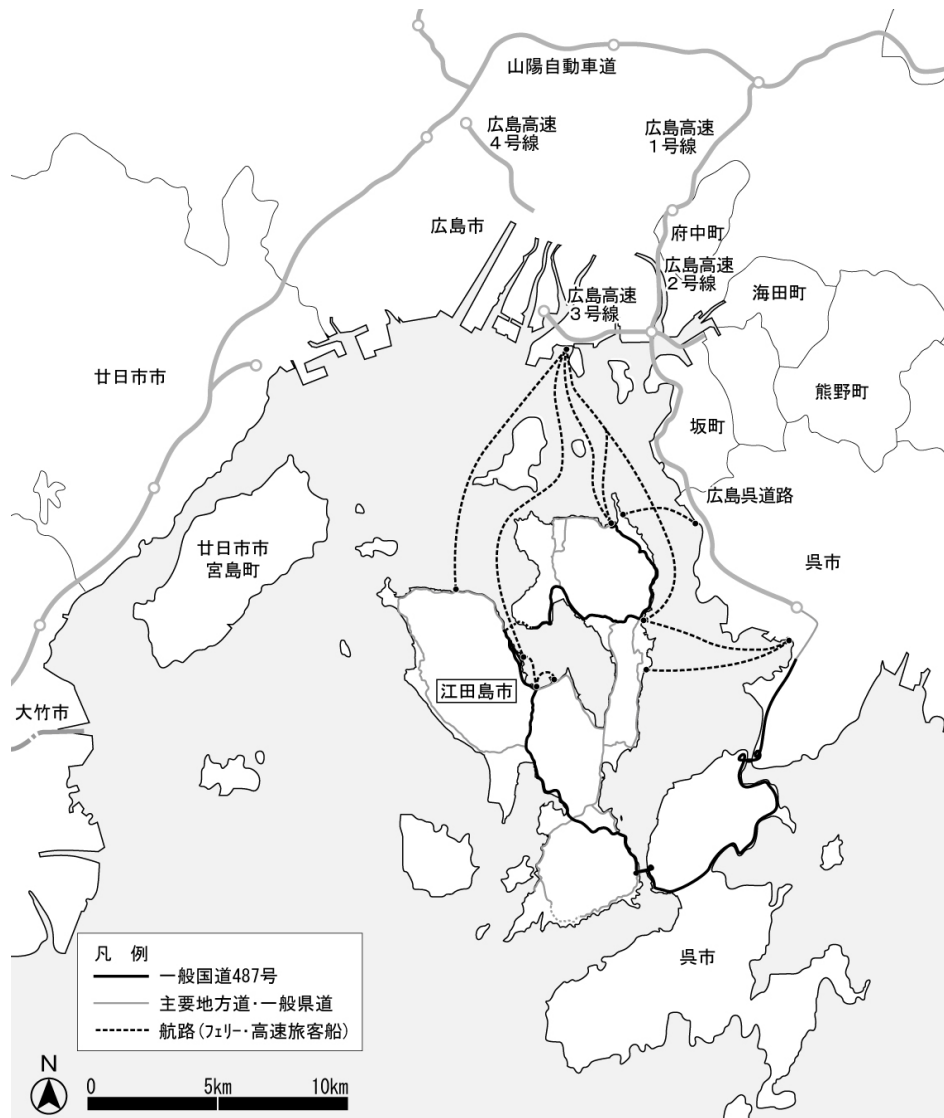 山陽自動車道
広島高速
4号線
広島高速
1号線
広島市
府中町
広島高速
2号線
広島高速
3号線
海田町
廿日市市
熊野町
坂町
広島呉道路
廿日市市
宮島町
呉市
江田島市
大竹市
呉市
凡 例
一般国道487号
主要地方道・一般県道
航路(フェリー・高速旅客船)
N
0 5km 10km